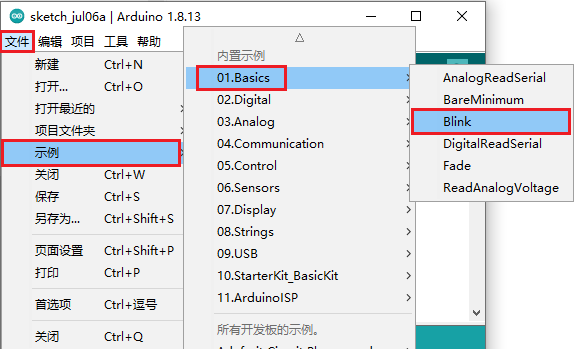 sketch_jul06a | Arduino 1.8.13
文件 编辑 项目 工具 帮助
新建 Ctrl+N
打开... Ctrl+O
打开最近的
项目文件夹
示例
关闭 Ctrl+W
保存 Ctrl+S
另存为... Ctrl+Shift+S
页面设置 Ctrl+Shift+P
打印 Ctrl+P
首选项 Ctrl+逗号
关闭 Ctrl+Q
内置示例
01.Basics
02.Digital
03.Analog
04.Communication
05.Control
06.Sensors
07.Display
08.Strings
09.USB
10.StarterKit_BasicKit
11.ArduinoISP
所有开发板的示例。
AnalogReadSerial
BareMinimum
Blink
DigitalReadSerial
Fade
ReadAnalogVoltage